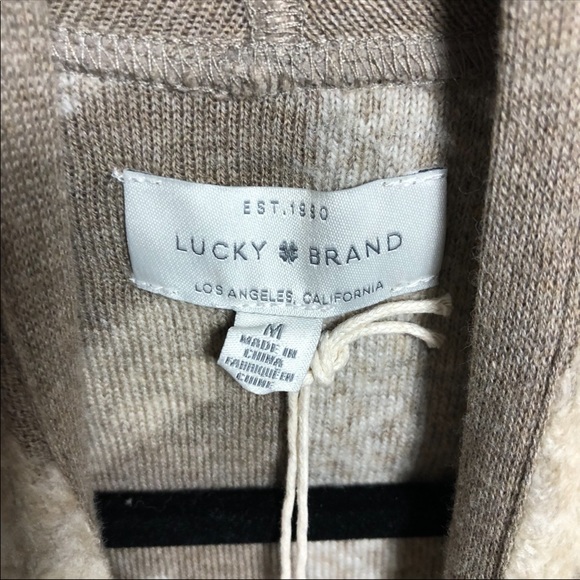 EST.1990
LUCKY BRAND
LOS ANGELES, CALIFORNIA
M
MADE IN
CHINA
FABRIQUÉ EN
CHINE